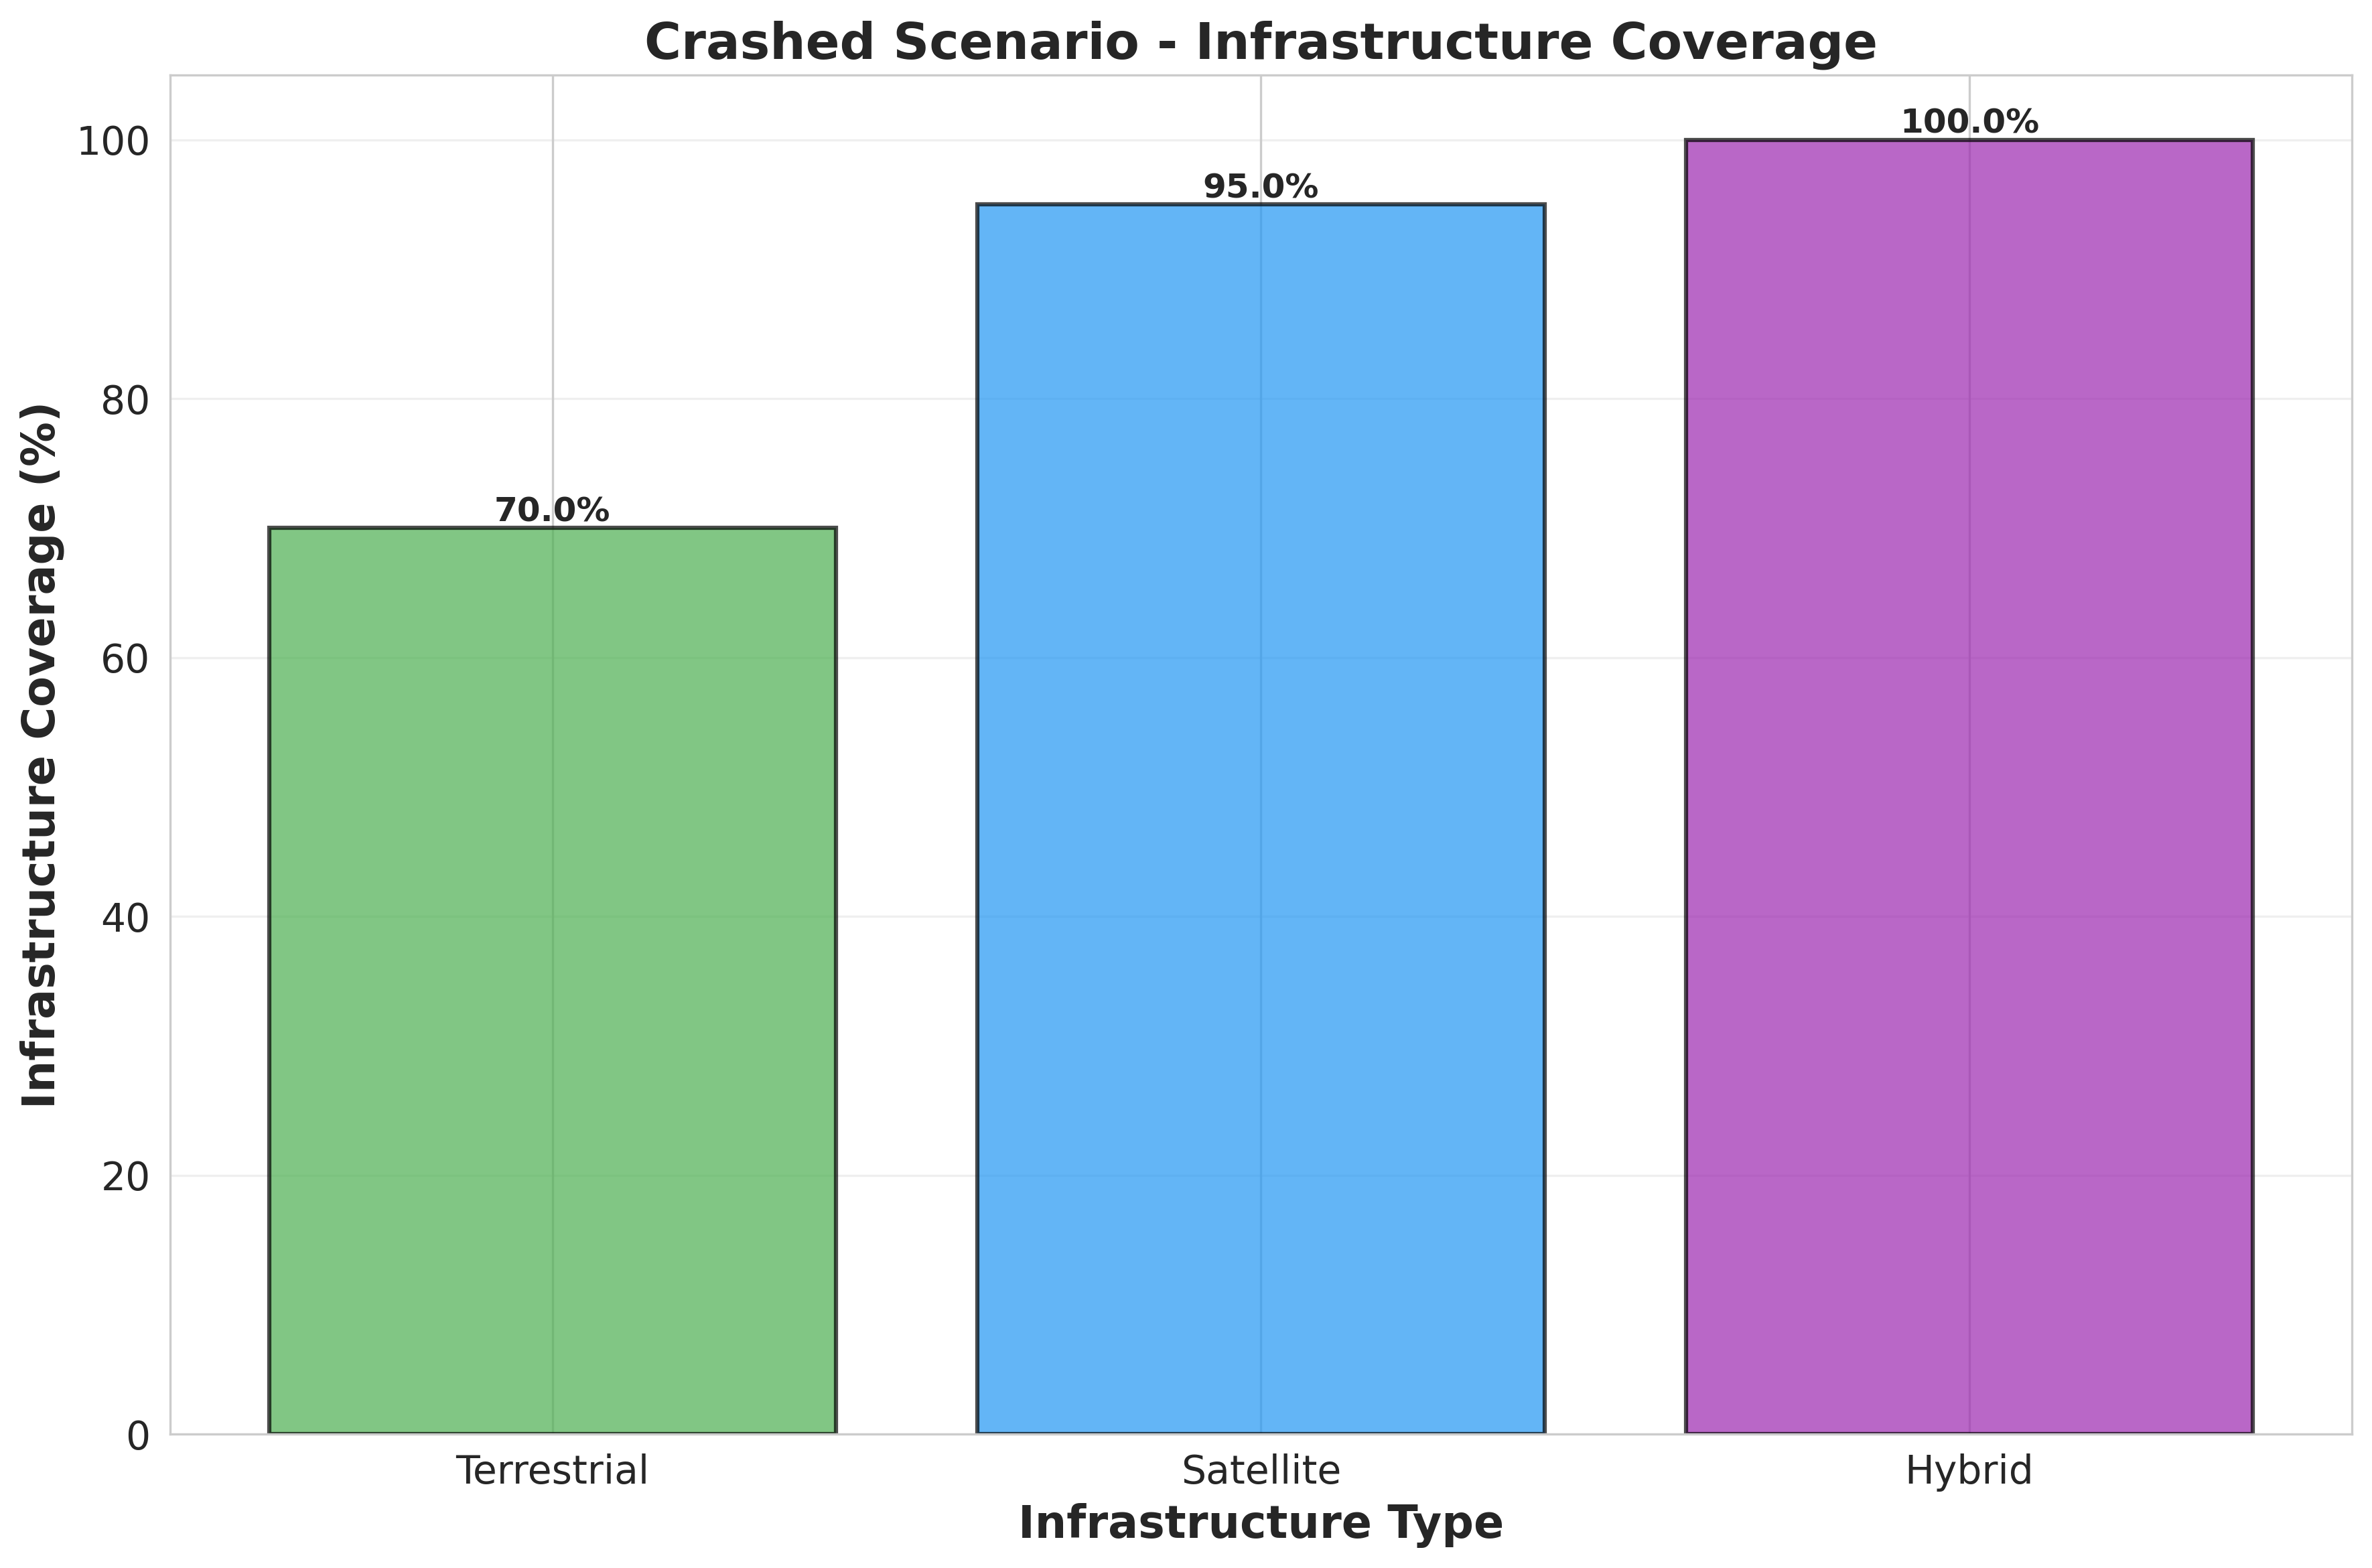 Crashed Scenario - Infrastructure Coverage
Infrastructure Coverage (%)
100
80
60
40
20
0
70.0%
95.0%
100.0%
Terrestrial
Satellite
Hybrid
Infrastructure Type